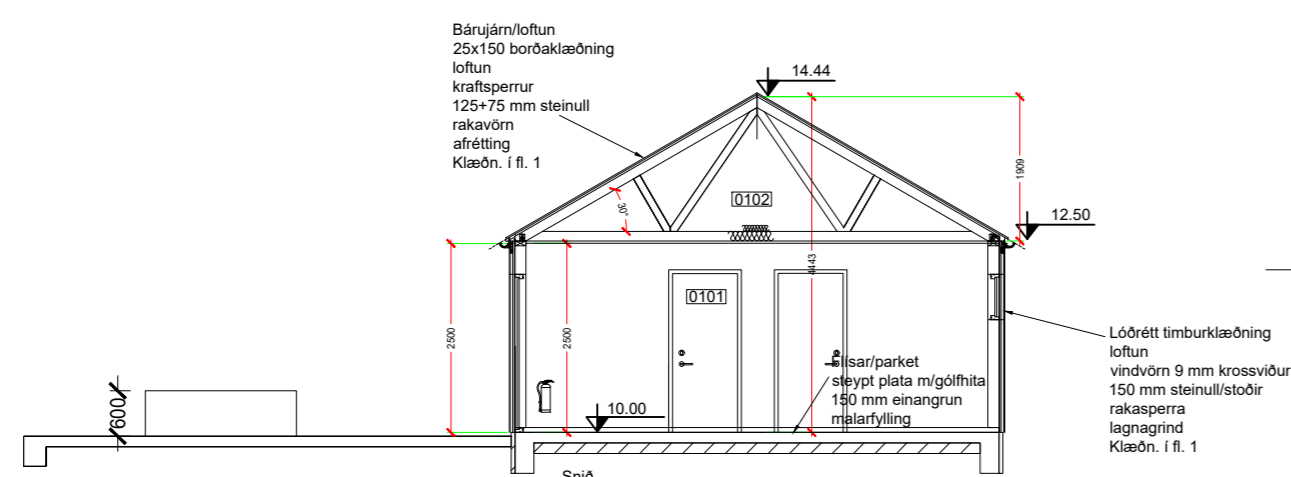 Bárujárn/loftun
25x150 borðaklæðning
loftun
kraftsperrur
125+75 mm steinull
rakavörn
afrétting
Klæðn. í fl. 1
14.44
1909
12.50
30°
0102
4443
2500
2500
0101
Lóðrétt timburklæðning
loftun
vindvörn 9 mm krossviður
150 mm steinull/stoðir
rakasperra
lagnagrind
Klæðn. í fl. 1
flísar/parket
steypt plata m/gólfhita
150 mm einangrun
malarfylling
10.00
600
Snið